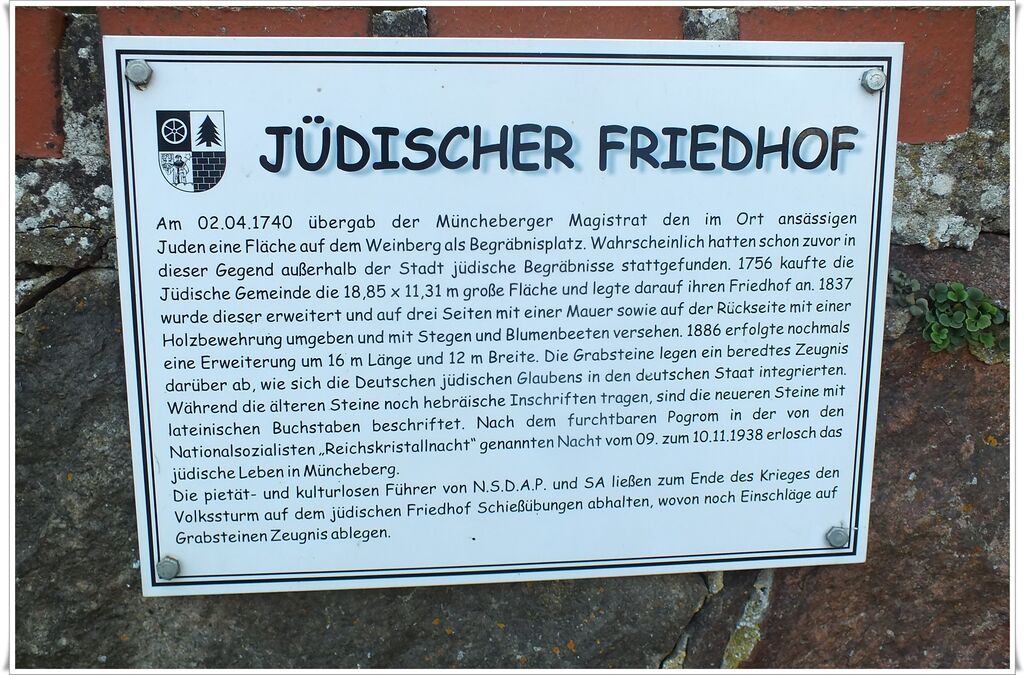 JÜDISCHER FRIEDHOF
Am 02.04.1740 übergab der Müncheberger Magistrat den im Ort ansässigen
Juden eine Fläche auf dem Weinberg als Begräbnisplatz. Wahrscheinlich hatten schon zuvor in
dieser Gegend außerhalb der Stadt jüdische Begräbnisse stattgefunden. 1756 kaufte die
Jüdische Gemeinde die 18,85 x 11,31 m große Fläche und legte darauf ihren Friedhof an. 1837
wurde dieser erweitert und auf drei Seiten mit einer Mauer sowie auf der Rückseite mit einer
Holzbewehrung umgeben und mit Stegen und Blumenbeeten versehen. 1886 erfolgte nochmals
eine Erweiterung um 16 m Länge und 12 m Breite. Die Grabsteine legen ein beredtes Zeugnis
darüber ab, wie sich die Deutschen jüdischen Glaubens in den deutschen Staat integrierten.
Während die älteren Steine noch hebräische Inschriften tragen, sind die neueren Steine mit
lateinischen Buchstaben beschriftet. Nach dem furchtbaren Pogrom in der von den
Nationalsozialisten „Reichskristallnacht“ genannten Nacht vom 09. zum 10.11.1938 erlosch das
jüdische Leben in Müncheberg.
Die pietät- und kulturlosen Führer von N.S.D.A.P. und SA ließen zum Ende des Krieges den
Volkssturm auf dem jüdischen Friedhof Schießübungen abhalten, wovon noch Einschläge auf
Grabsteinen Zeugnis ablegen.